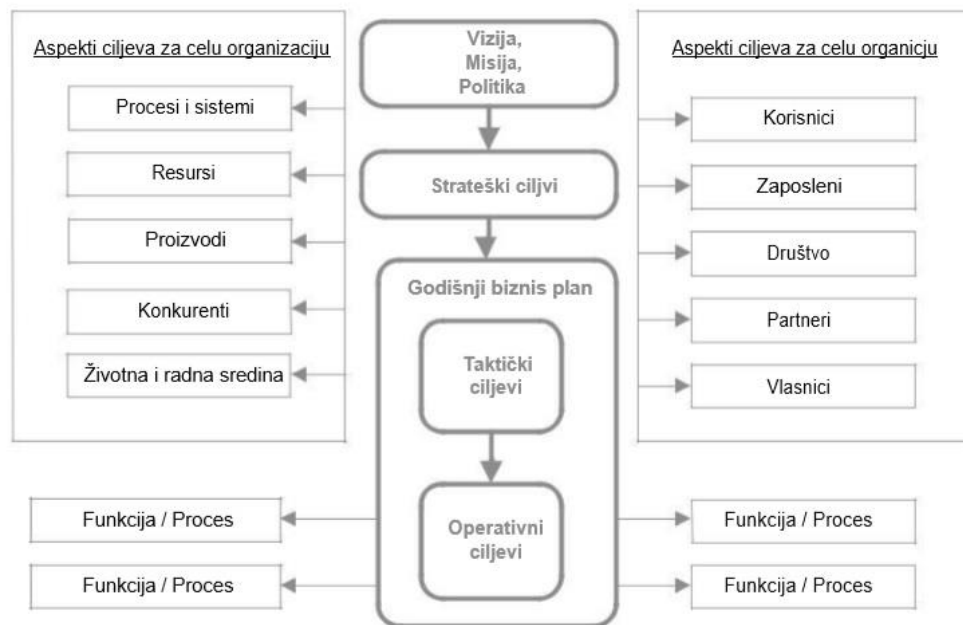 Aspekti ciljeva za celu organizaciju
Procesi i sistemi
Resursi
Proizvodi
Konkurenti
Životna i radna sredina
Vizija,
Misija,
Politika
Strateški ciljvi
Godišnji biznis plan
Taktički
ciljevi
Operativni
ciljevi
Aspekti ciljeva za celu organicju
Korisnici
Zaposleni
Društvo
Partneri
Vlasnici
Funkcija / Proces
Funkcija / Proces
Funkcija / Proces
Funkcija / Proces